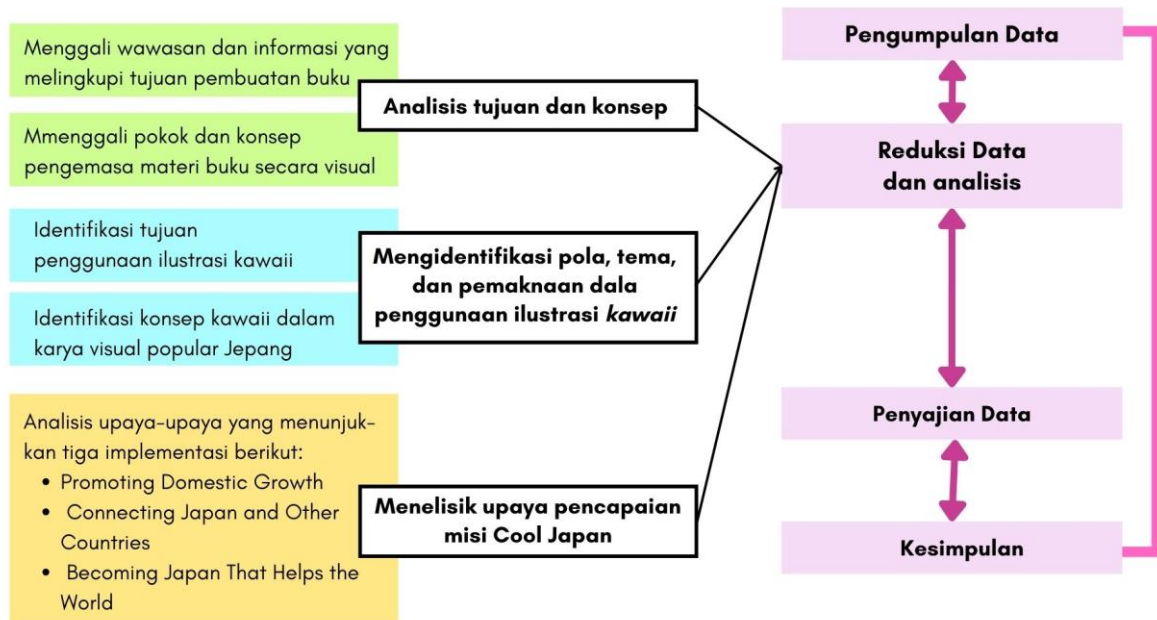 Menggali wawasan dan informasi yang
melingkupi tujuan pembuatan buku
Mmenggali pokok dan konsep
pengemasa materi buku secara visual
Identifikasi tujuan
penggunaan ilustrasi kawaii
Identifikasi konsep kawaii dalam
karya visual popular Jepang
Analisis upaya-upaya yang menunjuk-
kan tiga implementasi berikut:
• Promoting Domestic Growth
• Connecting Japan and Other
Countries
• Becoming Japan That Helps the
World
Analisis tujuan dan konsep
Mengidentifikasi pola, tema,
dan pemaknaan dala
penggunaan ilustrasi kawaii
Menelisik upaya pencapaian
misi Cool Japan
Pengumpulan Data
Reduksi Data
dan analisis
Penyajian Data
Kesimpulan